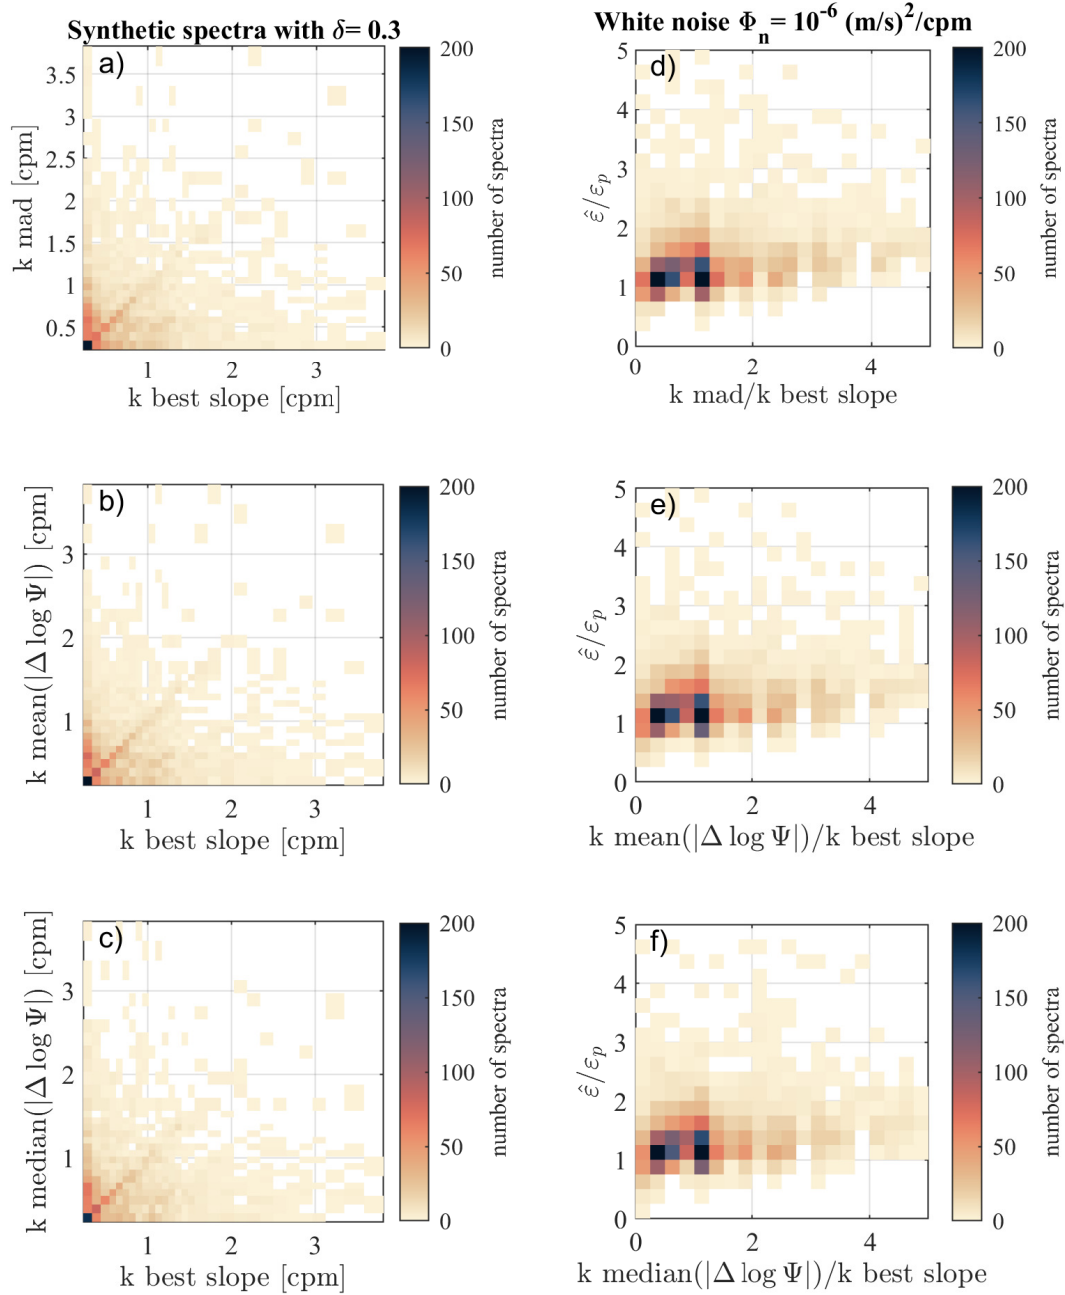 Synthetic spectra with δ= 0.3
a)
3.5
3
2.5
2
1.5
1
0.5
k mad [cpm]
1 2 3
k best slope [cpm]
200
150
100
50
0
number of spectra
White noise Φn = 10-6 (m/s)2/cpm
d)
5
4
3
2
1
0
ε̂/εp
0 2 4
k mad/k best slope
200
150
100
50
0
number of spectra
b)
3
2
1
k mean(|Δ log Ψ|) [cpm]
1 2 3
k best slope [cpm]
200
150
100
50
0
number of spectra
e)
5
4
3
2
1
0
ε̂/εp
0 2 4
k mean(|Δ log Ψ|)/k best slope
200
150
100
50
0
number of spectra
c)
3
2
1
k median(|Δ log Ψ|) [cpm]
1 2 3
k best slope [cpm]
200
150
100
50
0
number of spectra
f)
5
4
3
2
1
0
ε̂/εp
0 2 4
k median(|Δ log Ψ|)/k best slope
200
150
100
50
0
number of spectra